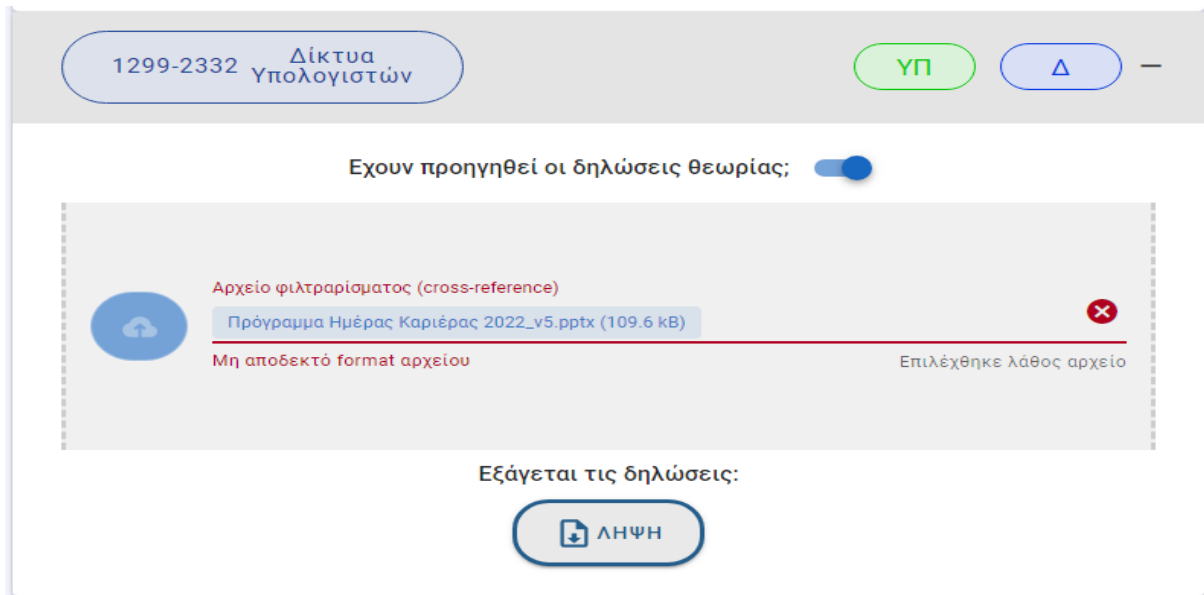 1299-2332 Δίκτυα Υπολογιστών
ΥΠ Δ
Εχουν προηγηθεί οι δηλώσεις θεωρίας;
Αρχείο φιλτραρίσματος (cross-reference)
Πρόγραμμα Ημέρας Καριέρας 2022_v5.pptx (109.6 kB)
Μη αποδεκτό format αρχείου Επιλέχθηκε λάθος αρχείο
Εξάγεται τις δηλώσεις:
ΛΗΨΗ